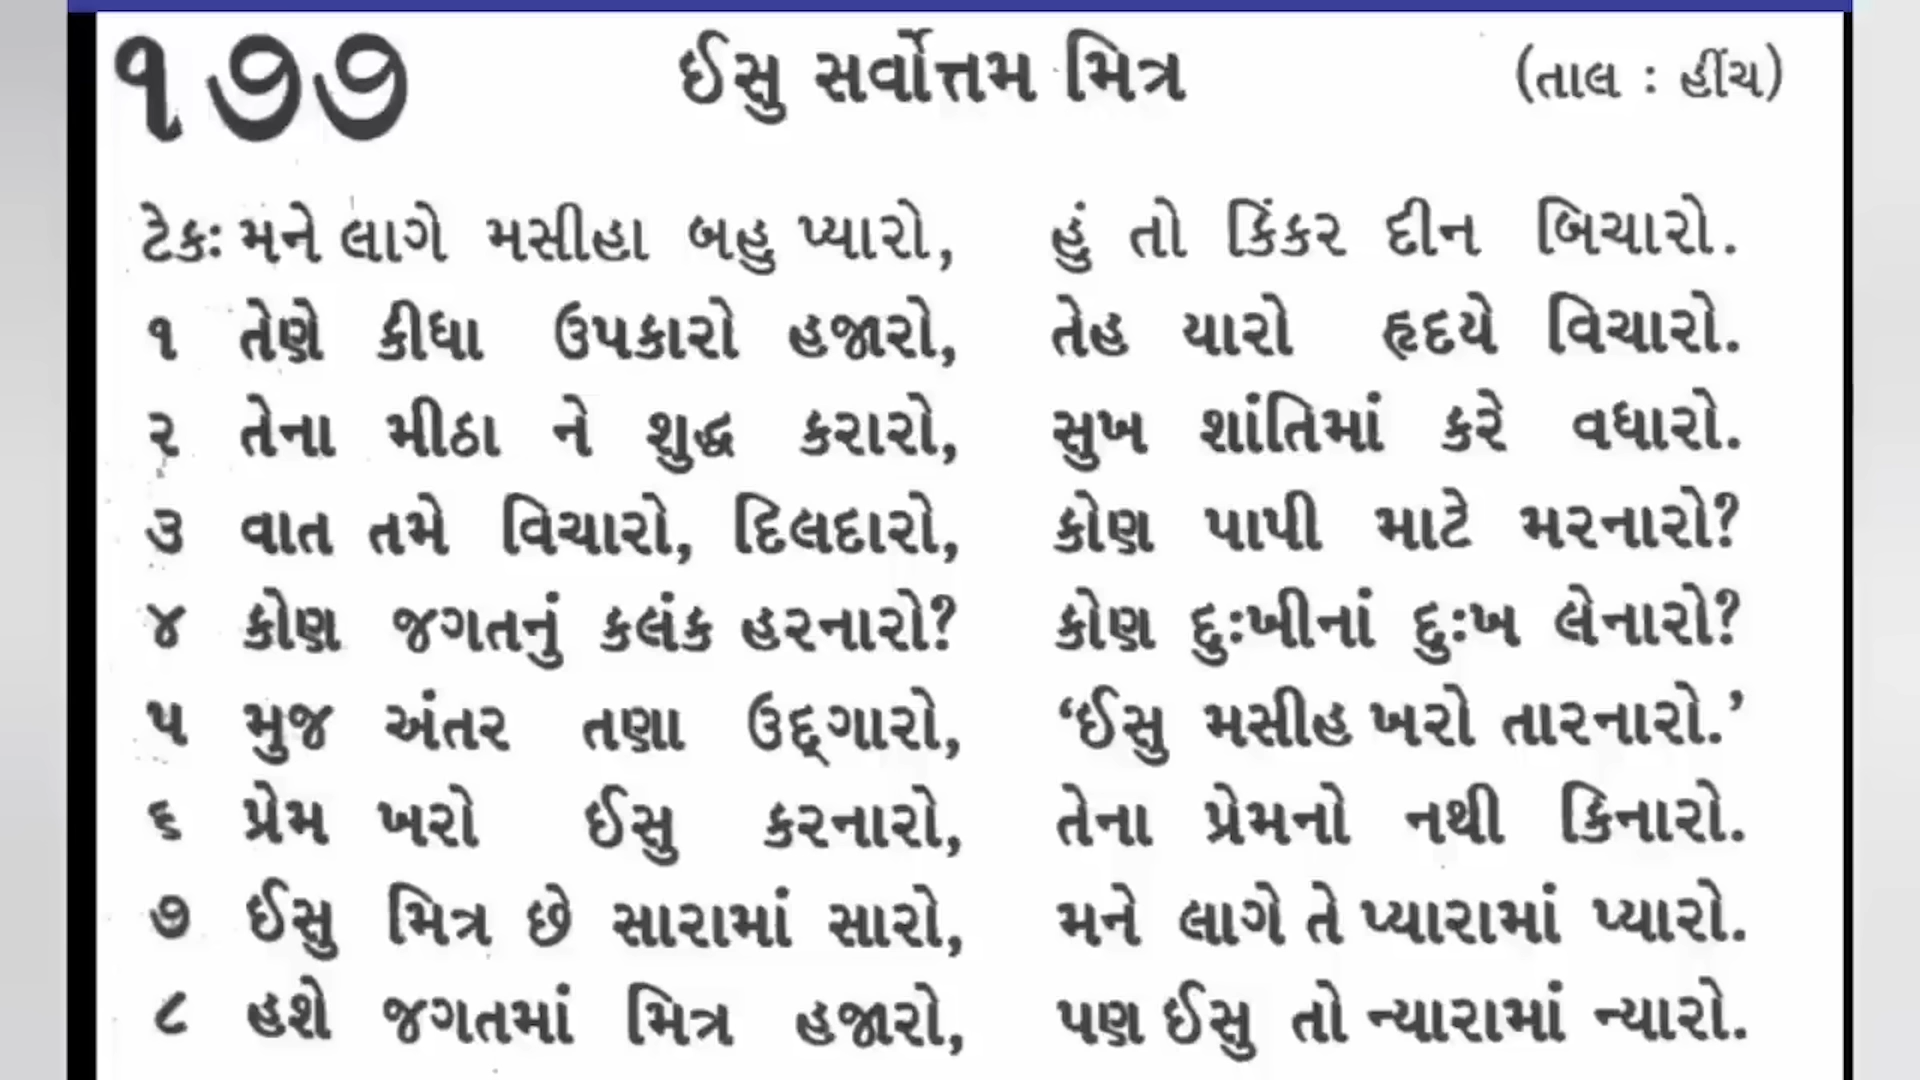 ૧૭૭ ઈસુ સર્વોત્તમ મિત્ર (તાલ : હીંચ)
ટેકઃ મને લાગે મસીહા બહુ પ્યારો, હું તો કિંકર દીન બિચારો.
૧ તેણે કીધા ઉપકારો હજારો, તેહ યારો હૃદયે વિચારો.
૨ તેના મીઠા ને શુદ્ધ કરારો, સુખ શાંતિમાં કરે વધારો.
૩ વાત તમે વિચારો, દિલદારો, કોણ પાપી માટે મરનારો?
૪ કોણ જગતનું કલંક હરનારો? કોણ દુઃખીનાં દુઃખ લેનારો?
૫ મુજ અંતર તણા ઉદ્દ્ગારો, ‘ઈસુ મસીહ ખરો તારનારો.’
૬ પ્રેમ ખરો ઈસુ કરનારો, તેના પ્રેમનો નથી કિનારો.
૭ ઈસુ મિત્ર છે સારામાં સારો, મને લાગે તે પ્યારામાં પ્યારો.
૮ હશે જગતમાં મિત્ર હજારો, પણ ઈસુ તો ન્યારામાં ન્યારો.